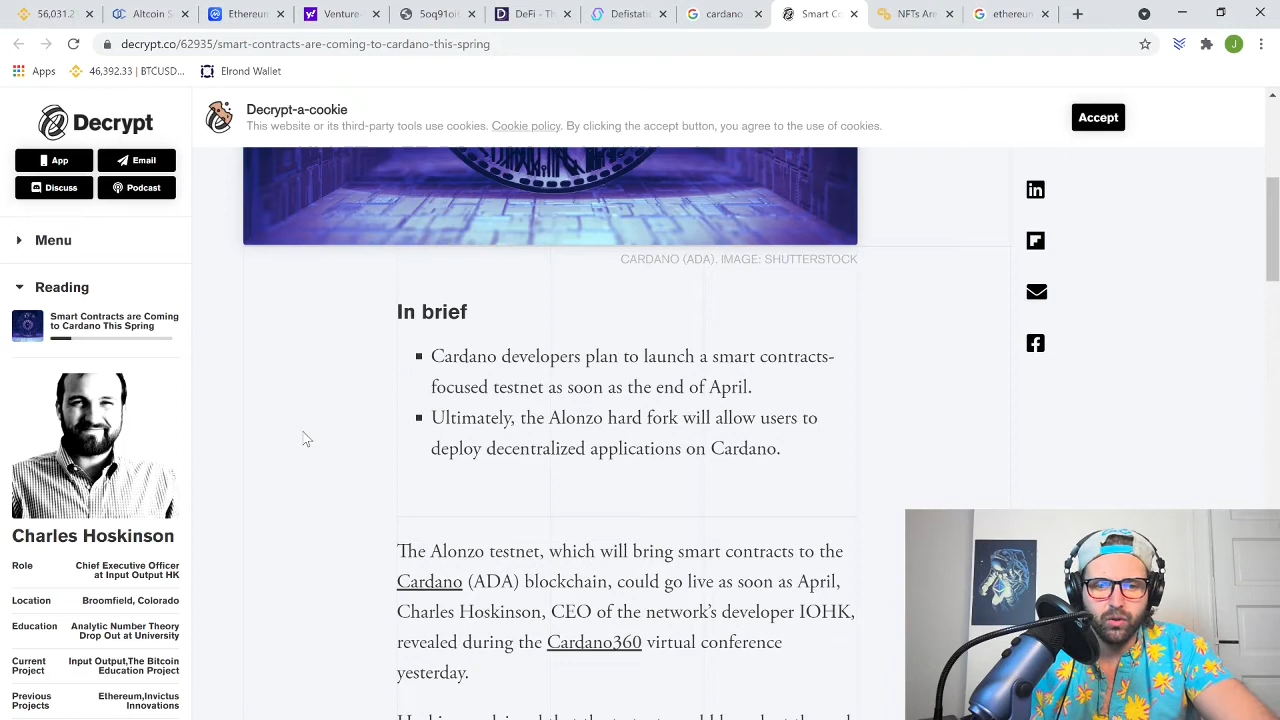 56,031.2
Altcoin S
Ethereum
Venture-
5oq91oit
DeFi - Th
Defistatic
cardano
Smart Co
NFTs Are
ethereum
decrypt.co/62935/smart-contracts-are-coming-to-cardano-this-spring
J
Apps
46,392.33 | BTCUSD...
Elrond Wallet
Decrypt
App
Email
Discuss
Podcast
Menu
Reading
Smart Contracts are Coming
to Cardano This Spring
Charles Hoskinson
Role
Chief Executive Officer
at Input Output HK
Location
Broomfield, Colorado
Education
Analytic Number Theory
Drop Out at University
Current
Project
Input Output,The Bitcoin
Education Project
Previous
Projects
Ethereum,Invictus
Innovations
Decrypt-a-cookie
This website or its third-party tools use cookies. Cookie policy. By clicking the accept button, you agree to the use of cookies.
Accept
CARDANO (ADA). IMAGE: SHUTTERSTOCK
In brief
Cardano developers plan to launch a smart contracts-
focused testnet as soon as the end of April.
Ultimately, the Alonzo hard fork will allow users to
deploy decentralized applications on Cardano.
The Alonzo testnet, which will bring smart contracts to the
Cardano (ADA) blockchain, could go live as soon as April,
Charles Hoskinson, CEO of the network's developer IOHK,
revealed during the Cardano360 virtual conference
yesterday.